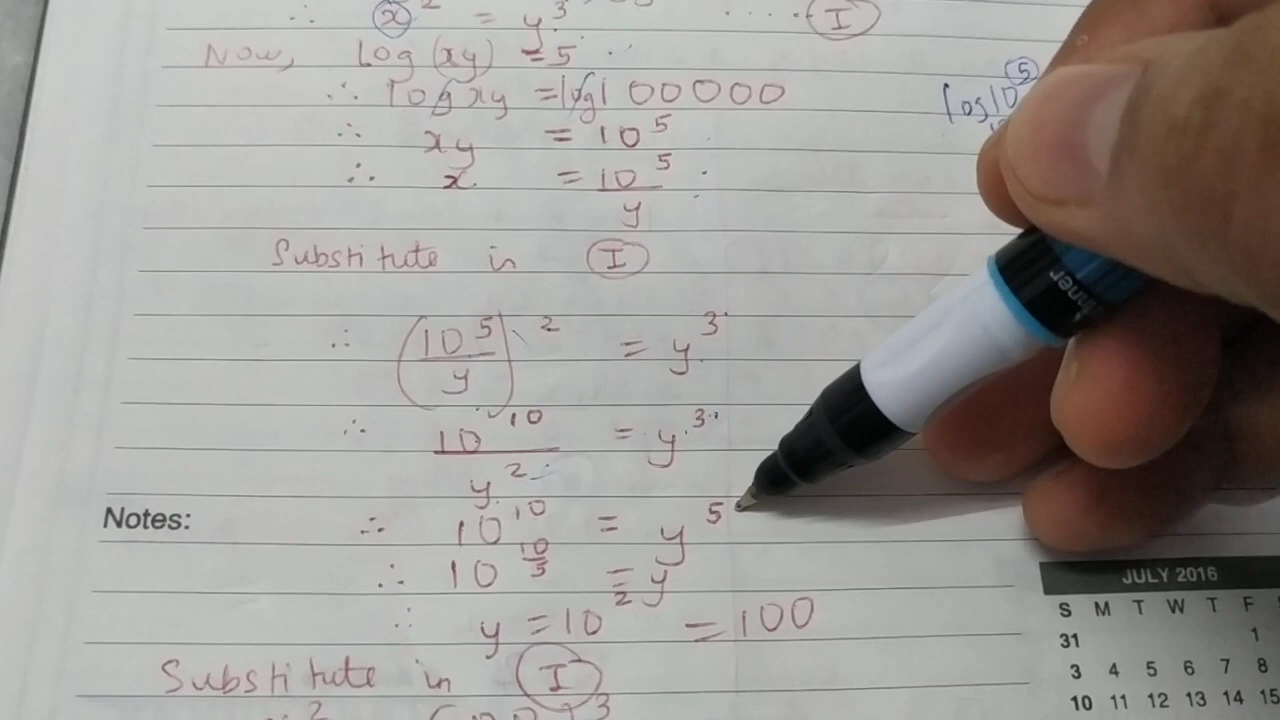 ∴ x² = y³ ..... I
Now, log(xy) = 5
∴ log xy = log 100000
log10⁵
∴ xy = 10⁵
∴ x = 10⁵/y
Substitute in I
∴ (10⁵/y)² = y³
∴ 10¹⁰/y² = y³
Notes: ∴ 10¹⁰ = y⁵
∴ 10^(10/5) = y
∴ y = 10² = 100
Substitute in I
JULY 2016
S M T W T F
31 1
3 4 5 6 7 8
10 11 12 13 14 15